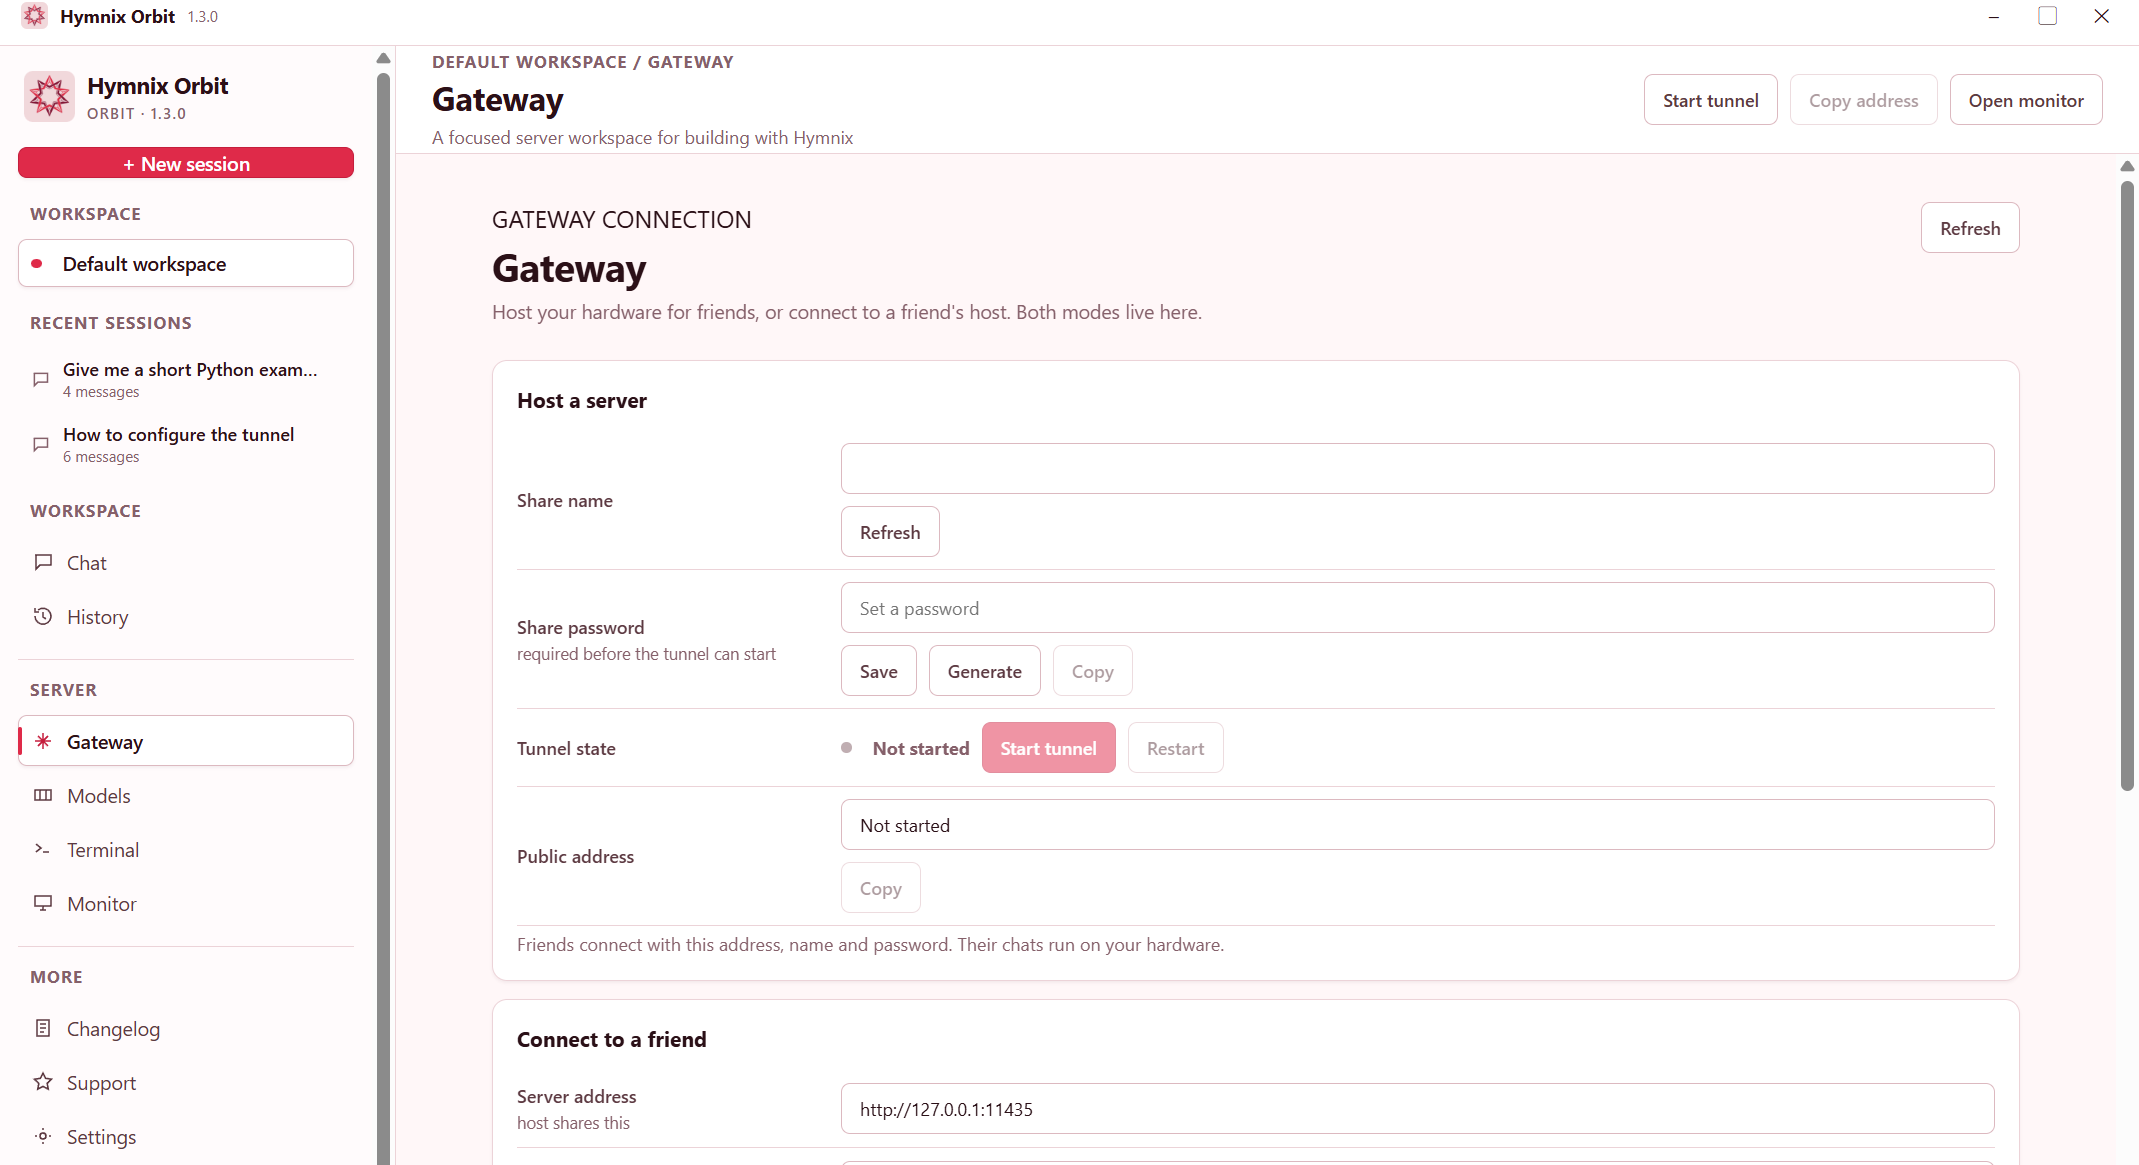 Hymnix Orbit 1.3.0
Hymnix Orbit
ORBIT · 1.3.0
+ New session
WORKSPACE
Default workspace
RECENT SESSIONS
Give me a short Python exam...
4 messages
How to configure the tunnel
6 messages
WORKSPACE
Chat
History
SERVER
Gateway
Models
Terminal
Monitor
MORE
Changelog
Support
Settings
DEFAULT WORKSPACE / GATEWAY
Gateway
A focused server workspace for building with Hymnix
Start tunnel Copy address Open monitor
GATEWAY CONNECTION
Gateway
Host your hardware for friends, or connect to a friend's host. Both modes live here.
Refresh
Host a server
Share name
Refresh
Share password
required before the tunnel can start
Set a password
Save Generate Copy
Tunnel state Not started Start tunnel Restart
Public address
Not started
Copy
Friends connect with this address, name and password. Their chats run on your hardware.
Connect to a friend
Server address
host shares this
http://127.0.0.1:11435